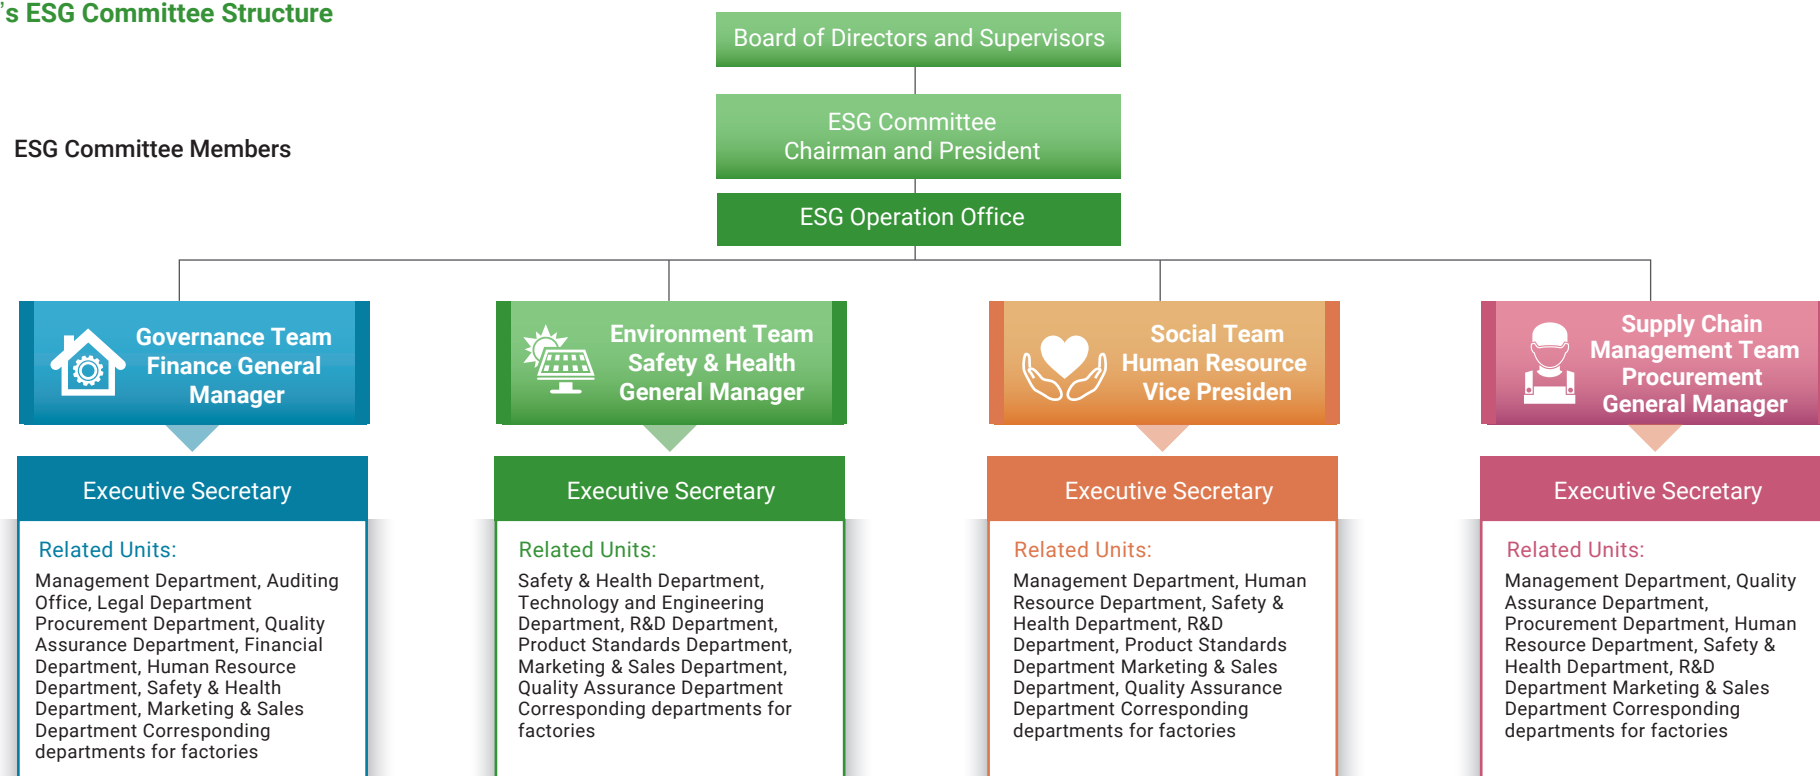 's ESG Committee Structure
Board of Directors and Supervisors
ESG Committee
Chairman and President
ESG Committee Members
ESG Operation Office
Governance Team
Finance General
Manager
Executive Secretary
Related Units:
Management Department, Auditing
Office, Legal Department
Procurement Department, Quality
Assurance Department, Financial
Department, Human Resource
Department, Safety & Health
Department, Marketing & Sales
Department Corresponding
departments for factories
Environment Team
Safety & Health
General Manager
Executive Secretary
Related Units:
Safety & Health Department,
Technology and Engineering
Department, R&D Department,
Product Standards Department,
Marketing & Sales Department,
Quality Assurance Department
Corresponding departments for
factories
Social Team
Human Resource
Vice Presiden
Executive Secretary
Related Units:
Management Department, Human
Resource Department, Safety &
Health Department, R&D
Department, Product Standards
Department Marketing & Sales
Department, Quality Assurance
Department Corresponding
departments for factories
Supply Chain
Management Team
Procurement
General Manager
Executive Secretary
Related Units:
Management Department, Quality
Assurance Department,
Procurement Department, Human
Resource Department, Safety &
Health Department, R&D
Department Marketing & Sales
Department Corresponding
departments for factories